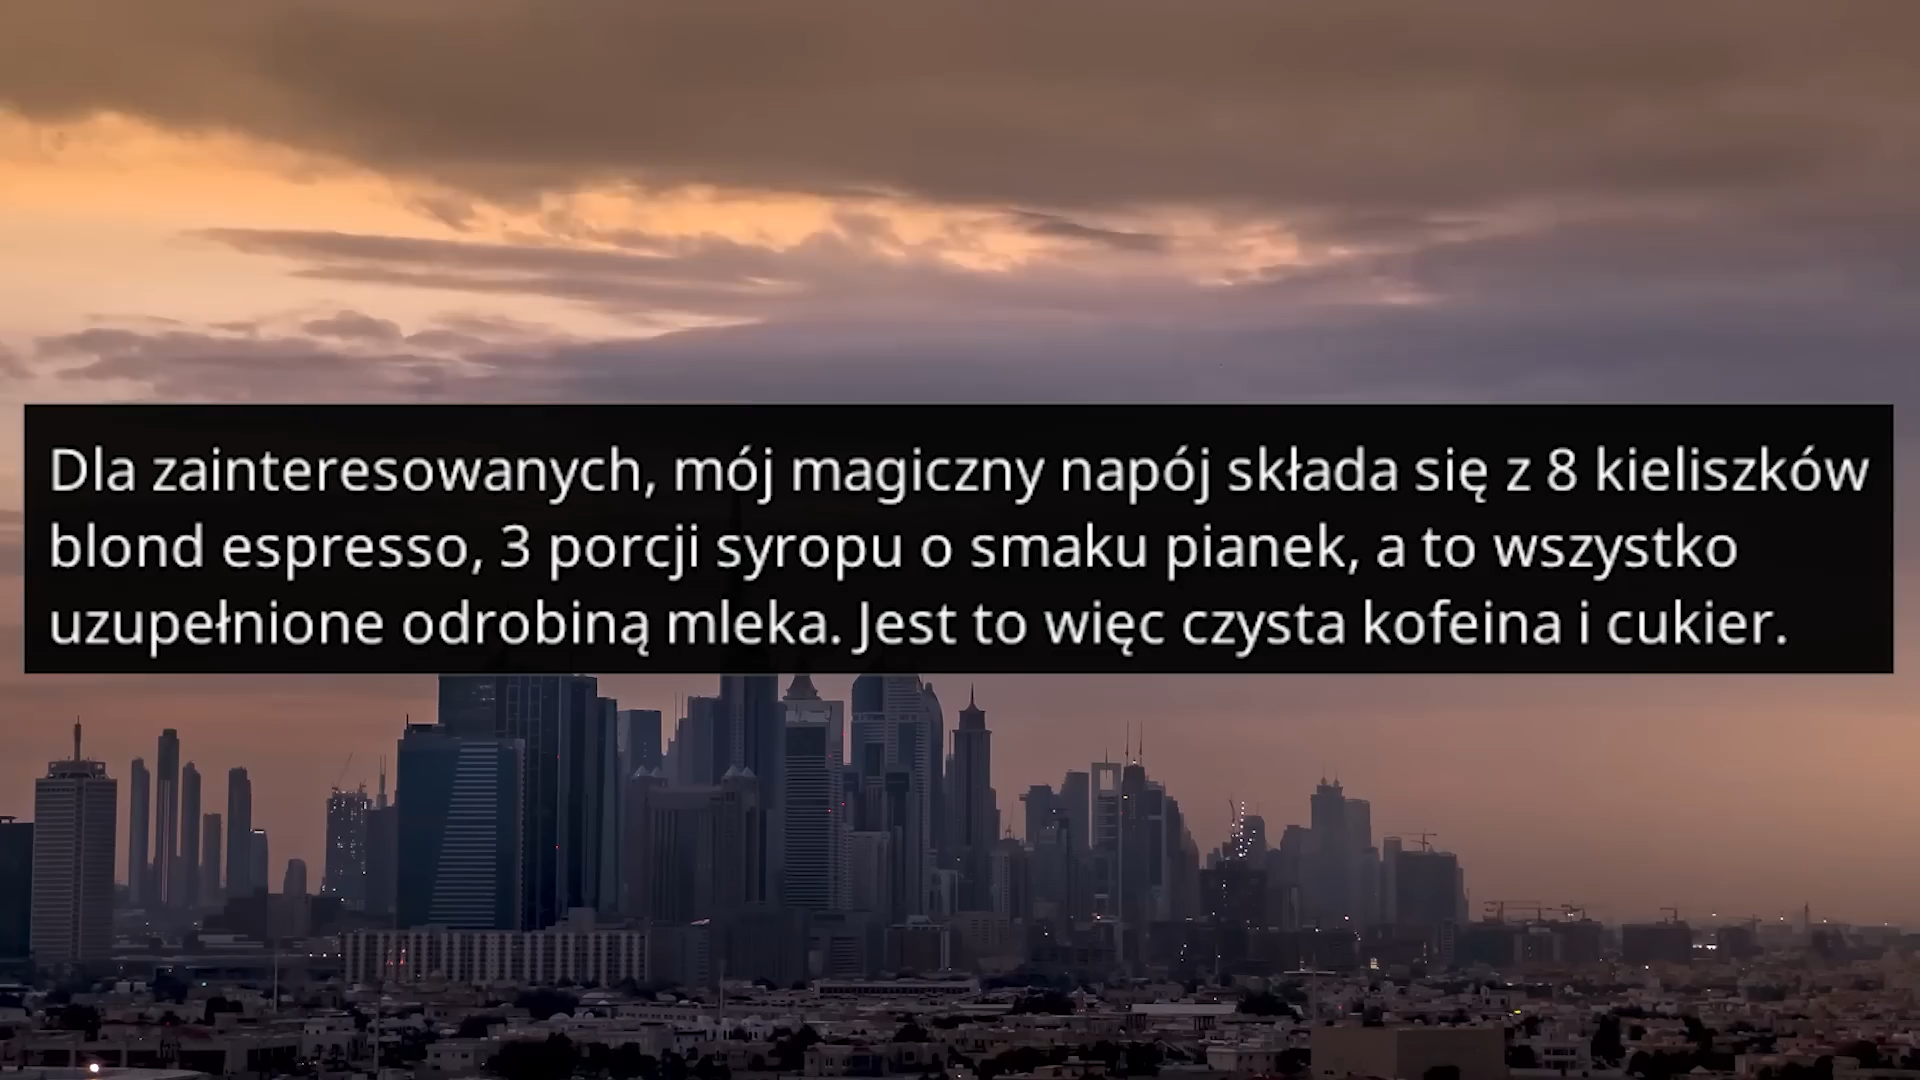 Dla zainteresowanych, mój magiczny napój składa się z 8 kieliszków
blond espresso, 3 porcji syropu o smaku pianek, a to wszystko
uzupełnione odrobiną mleka. Jest to więc czysta kofeina i cukier.